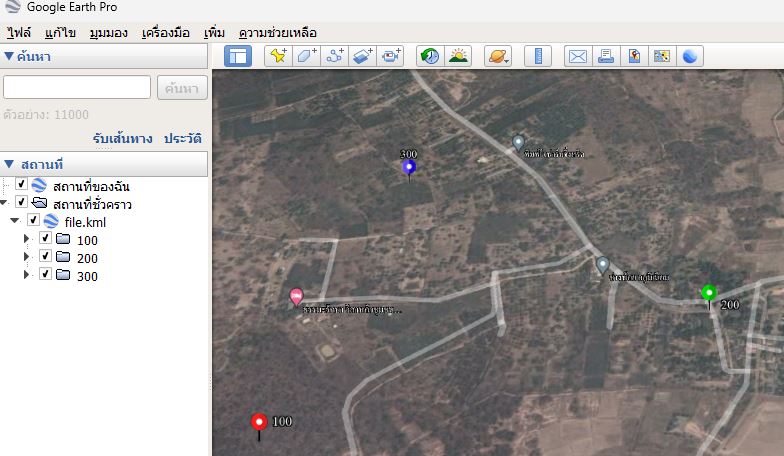 Google Earth Pro
ไฟล์ แก้ไข มุมมอง เครื่องมือ เพิ่ม ความช่วยเหลือ
ค้นหา
ค้นหา
ตัวอย่าง: 11000
รับเส้นทาง ประวัติ
สถานที่
สถานที่ของฉัน
สถานที่ชั่วคราว
file.kml
100
200
300
300
200
100